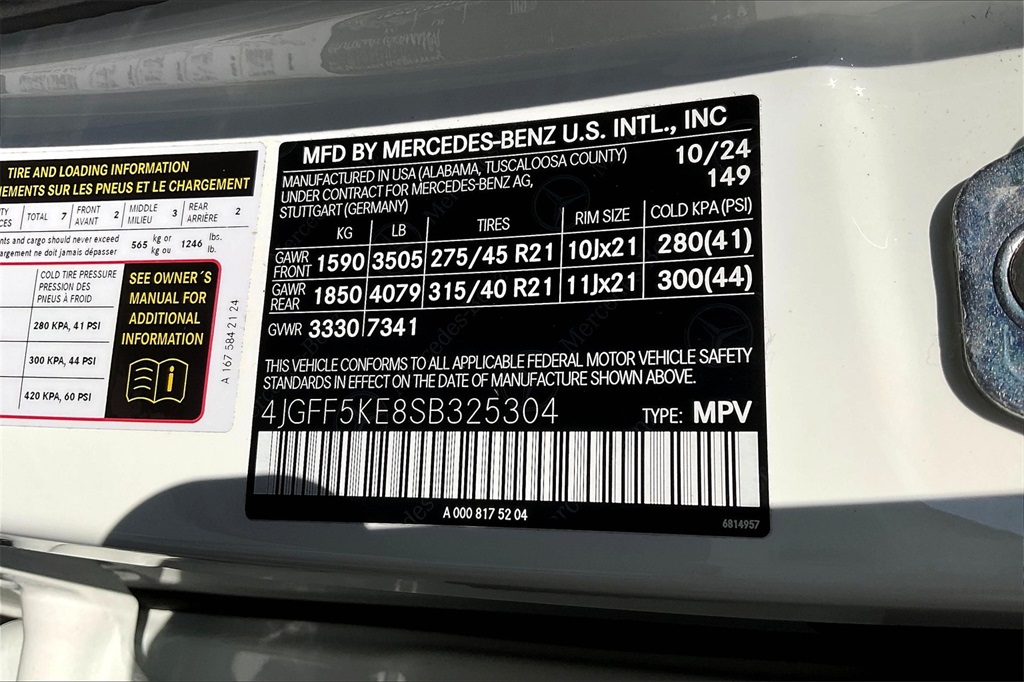 TIRE AND LOADING INFORMATION
NEMENTS SUR LES PNEUS ET LE CHARGEMENT
TOTAL 7 FRONT AVANT 2 MIDDLE MILIEU 3 REAR ARRIÈRE 2
nts and cargo should never exceed
argement ne doit jamais dépasser
565 kg or kg ou 1246 lbs. lb.
COLD TIRE PRESSURE
PRESSION DES
PNEUS À FROID
280 KPA, 41 PSI
300 KPA, 44 PSI
420 KPA, 60 PSI
SEE OWNER´S
MANUAL FOR
ADDITIONAL
INFORMATION
i
A 167 584 21 24
MFD BY MERCEDES-BENZ U.S. INTL., INC
MANUFACTURED IN USA (ALABAMA, TUSCALOOSA COUNTY) 10/24
UNDER CONTRACT FOR MERCEDES-BENZ AG, 149
STUTTGART (GERMANY)
KG LB TIRES RIM SIZE COLD KPA (PSI)
GAWR FRONT 1590 3505 275/45 R21 10Jx21 280(41)
GAWR REAR 1850 4079 315/40 R21 11Jx21 300(44)
GVWR 3330 7341
THIS VEHICLE CONFORMS TO ALL APPLICABLE FEDERAL MOTOR VEHICLE SAFETY
STANDARDS IN EFFECT ON THE DATE OF MANUFACTURE SHOWN ABOVE.
4JGFF5KE8SB325304 TYPE: MPV
A 000 817 52 04
6814957